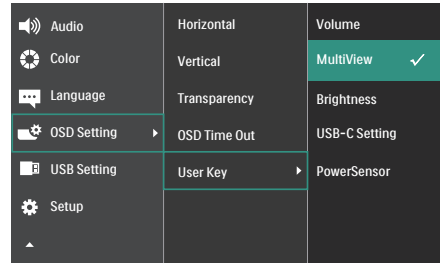 Audio
Color
Language
OSD Setting
USB Setting
Setup
Horizontal
Vertical
Transparency
OSD Time Out
User Key
Volume
MultiView
Brightness
USB-C Setting
PowerSensor